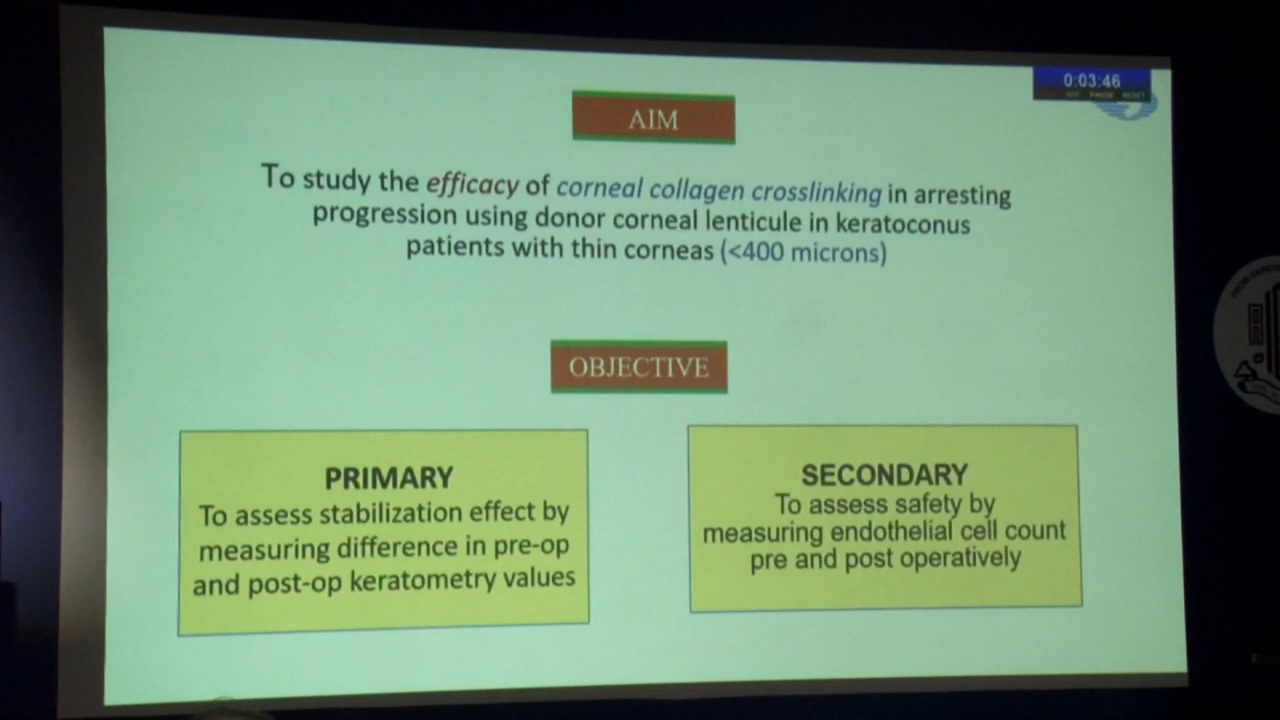 0:03:46
AIM
To study the efficacy of corneal collagen crosslinking in arresting
progression using donor corneal lenticule in keratoconus
patients with thin corneas (<400 microns)
OBJECTIVE
PRIMARY
To assess stabilization effect by
measuring difference in pre-op
and post-op keratometry values
SECONDARY
To assess safety by
measuring endothelial cell count
pre and post operatively